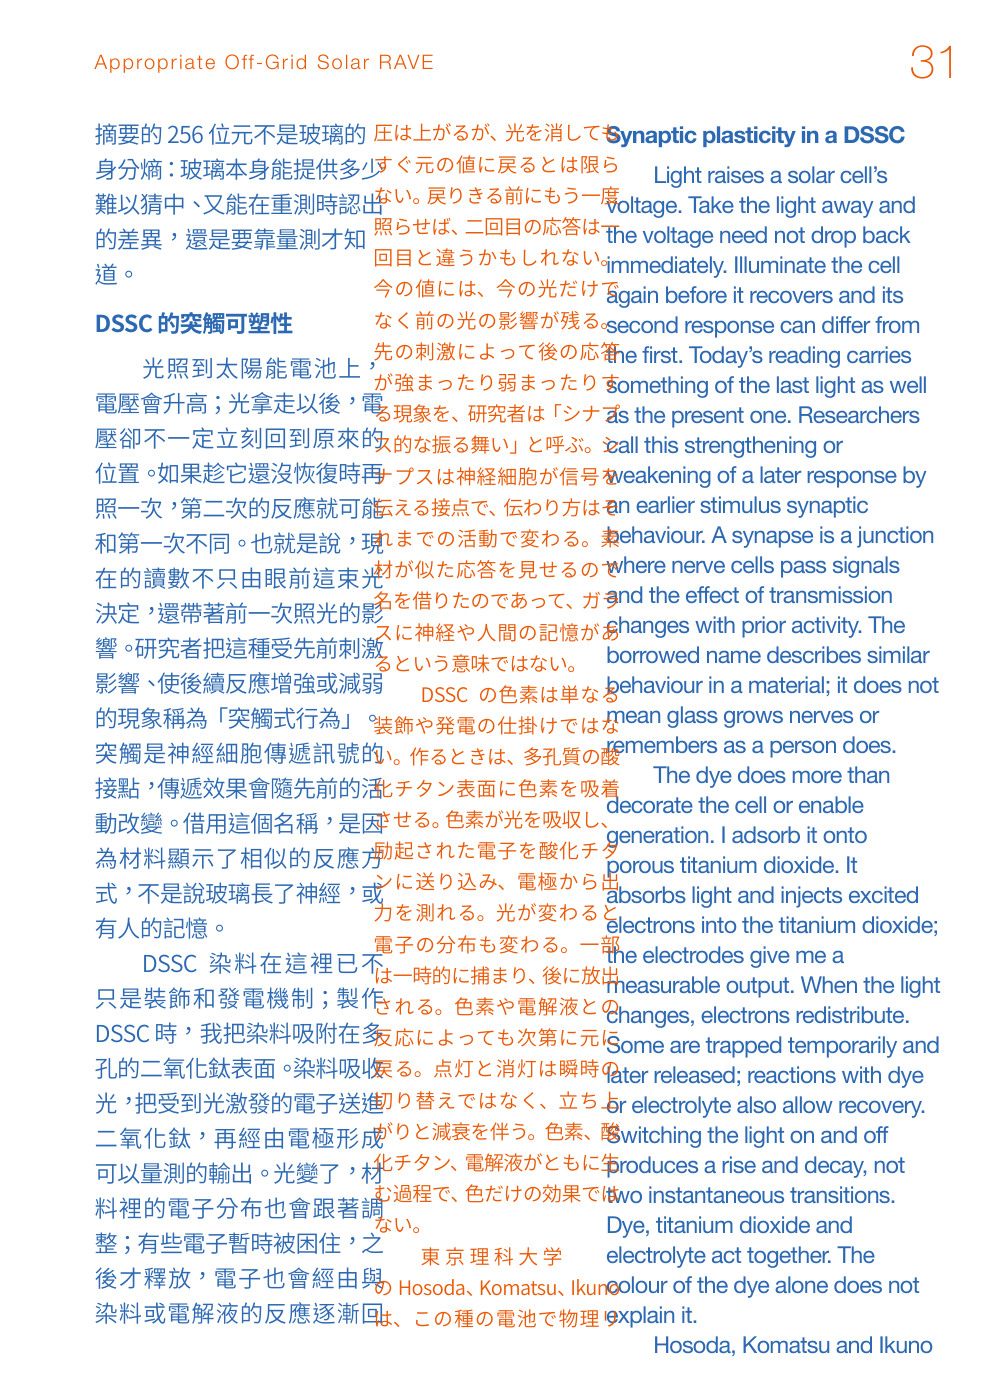 Appropriate Off-Grid Solar RAVE
31
摘要的 256 位元不是玻璃的
身分熵：玻璃本身能提供多少
難以猜中、又能在重測時認出
的差異，還是要靠量測才知
道。
DSSC 的突觸可塑性
光照到太陽能電池上，
電壓會升高；光拿走以後，電
壓卻不一定立刻回到原來的
位置。如果趁它還沒恢復時再
照一次，第二次的反應就可能
和第一次不同。也就是說，現
在的讀數不只由眼前這束光
決定，還帶著前一次照光的影
響。研究者把這種受先前刺激
影響、使後續反應增強或減弱
的現象稱為「突觸式行為」。
突觸是神經細胞傳遞訊號的
接點，傳遞效果會隨先前的活
動改變。借用這個名稱，是因
為材料顯示了相似的反應方
式，不是說玻璃長了神經，或
有人的記憶。
DSSC 染料在這裡已不
只是裝飾和發電機制；製作
DSSC 時，我把染料吸附在多
孔的二氧化鈦表面。染料吸收
光，把受到光激發的電子送進
二氧化鈦，再經由電極形成
可以量測的輸出。光變了，材
料裡的電子分布也會跟著調
整；有些電子暫時被困住，之
後才釋放，電子也會經由與
染料或電解液的反應逐漸回
圧は上がるが、光を消しても
すぐ元の値に戻るとは限ら
ない。戻りきる前にもう一度
照らせば、二回目の応答は一
回目と違うかもしれない。
今の値には、今の光だけで
なく前の光の影響が残る。
先の刺激によって後の応答
が強まったり弱まったりす
る現象を、研究者は「シナプ
ス的な振る舞い」と呼ぶ。シ
ナプスは神経細胞が信号を
伝える接点で、伝わり方はそ
れまでの活動で変わる。素
材が似た応答を見せるので
名を借りたのであって、ガラ
スに神経や人間の記憶があ
るという意味ではない。
DSSC の色素は単なる
装飾や発電の仕掛けではな
い。作るときは、多孔質の酸
化チタン表面に色素を吸着
させる。色素が光を吸収し、
励起された電子を酸化チタ
ンに送り込み、電極から出
力を測れる。光が変わると
電子の分布も変わる。一部
は一時的に捕まり、後に放出
される。色素や電解液との
反応によっても次第に元に
戻る。点灯と消灯は瞬時の
切り替えではなく、立ち上
がりと減衰を伴う。色素、酸
化チタン、電解液がともに生
む過程で、色だけの効果では
ない。
東京理科大学
の Hosoda、Komatsu、Ikuno
は、この種の電池で物理リ
Synaptic plasticity in a DSSC
Light raises a solar cell’s
voltage. Take the light away and
the voltage need not drop back
immediately. Illuminate the cell
again before it recovers and its
second response can differ from
the first. Today’s reading carries
something of the last light as well
as the present one. Researchers
call this strengthening or
weakening of a later response by
an earlier stimulus synaptic
behaviour. A synapse is a junction
where nerve cells pass signals
and the effect of transmission
changes with prior activity. The
borrowed name describes similar
behaviour in a material; it does not
mean glass grows nerves or
remembers as a person does.
The dye does more than
decorate the cell or enable
generation. I adsorb it onto
porous titanium dioxide. It
absorbs light and injects excited
electrons into the titanium dioxide;
the electrodes give me a
measurable output. When the light
changes, electrons redistribute.
Some are trapped temporarily and
later released; reactions with dye
or electrolyte also allow recovery.
Switching the light on and off
produces a rise and decay, not
two instantaneous transitions.
Dye, titanium dioxide and
electrolyte act together. The
colour of the dye alone does not
explain it.
Hosoda, Komatsu and Ikuno